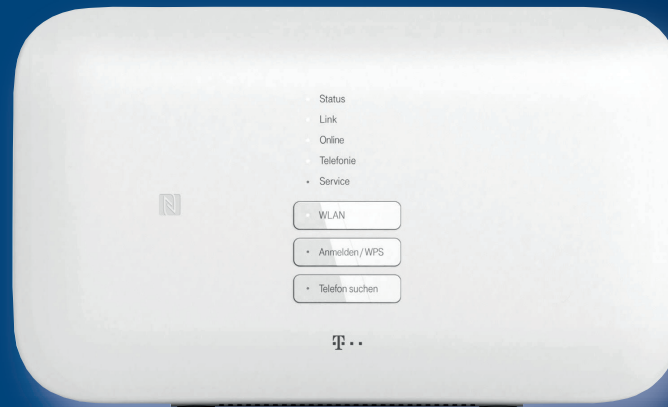 Status
Link
Online
Telefonie
Service
WLAN
Anmelden / WPS
Telefon suchen
T